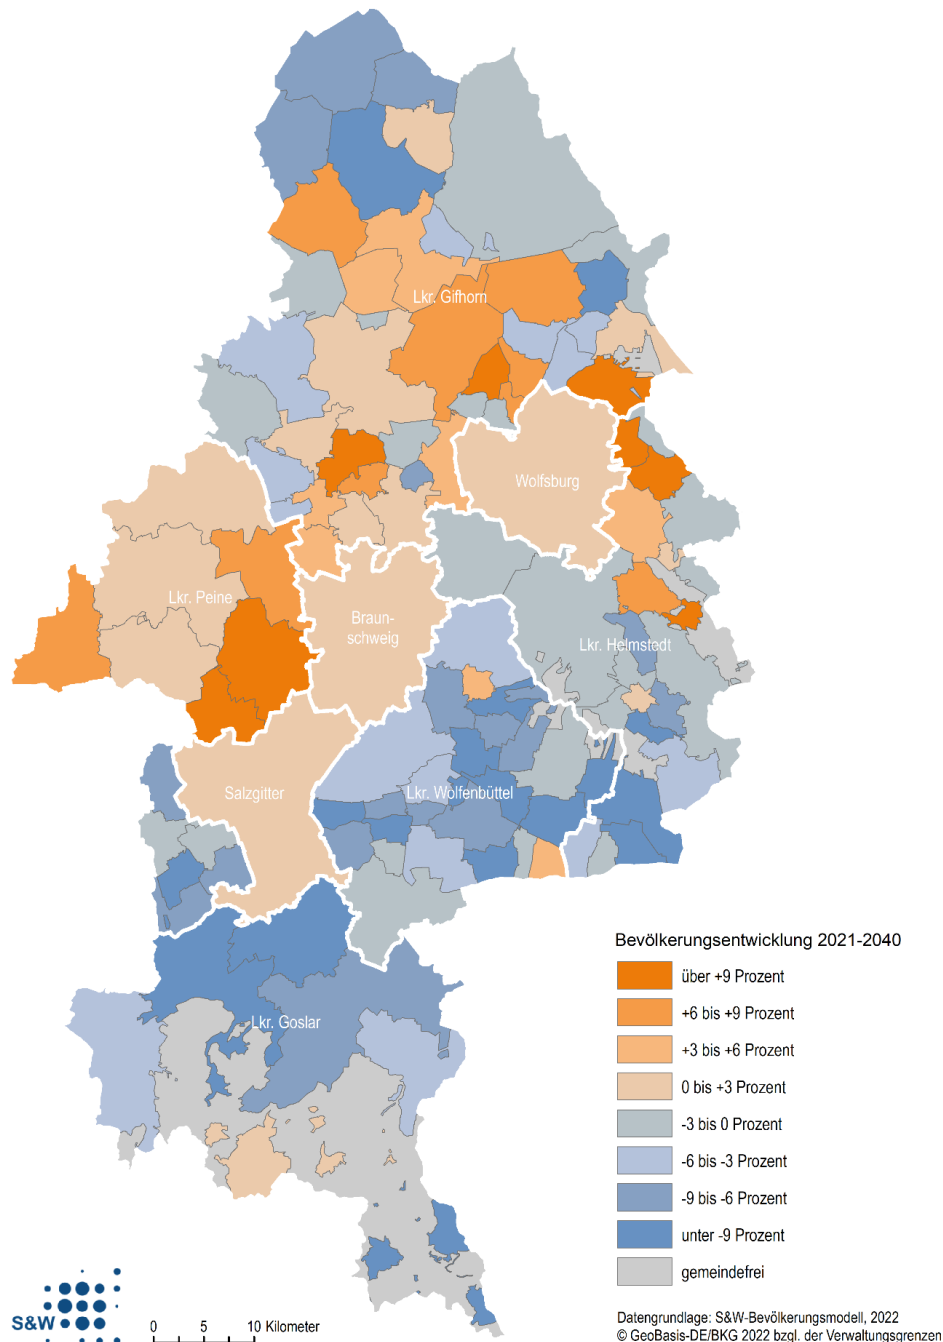 Lkr. Gifhorn
Wolfsburg
Lkr. Peine
Braun-
schweig
Lkr. Helmstedt
Salzgitter
Lkr. Wolfenbüttel
Lkr. Goslar
Bevölkerungsentwicklung 2021-2040
über +9 Prozent
+6 bis +9 Prozent
+3 bis +6 Prozent
0 bis +3 Prozent
-3 bis 0 Prozent
-6 bis -3 Prozent
-9 bis -6 Prozent
unter -9 Prozent
gemeindefrei
S&W
0 5 10 Kilometer
Datengrundlage: S&W-Bevölkerungsmodell, 2022
© GeoBasis-DE/BKG 2022 bzgl. der Verwaltungsgrenzen